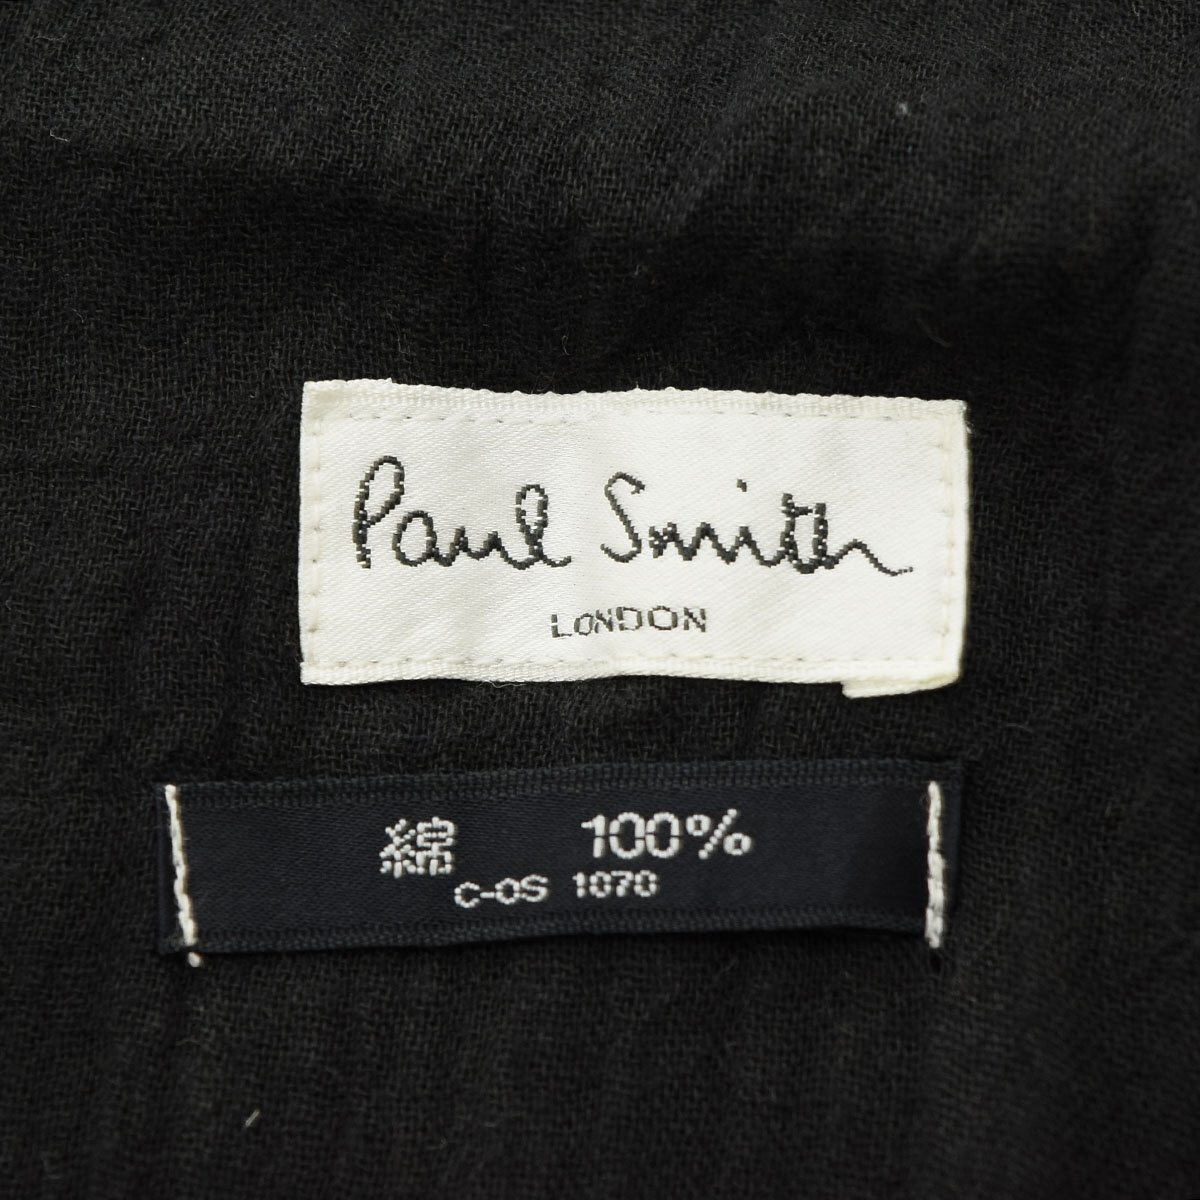 Paul Smith
LONDON
綿 100%
C-OS 1070